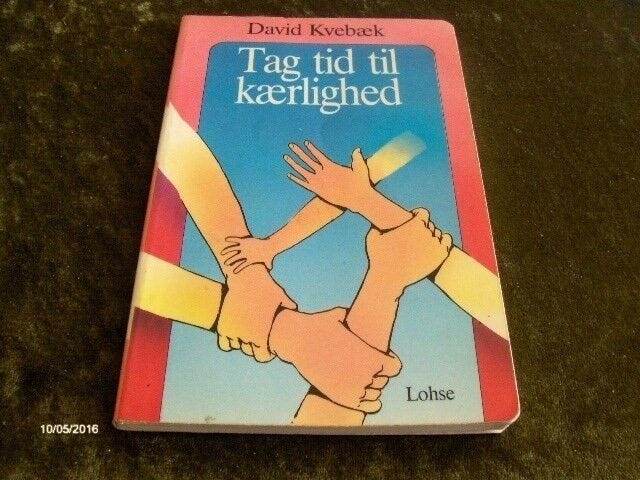 David Kvebæk
Tag tid til
kærlighed
Lohse
10/05/2016